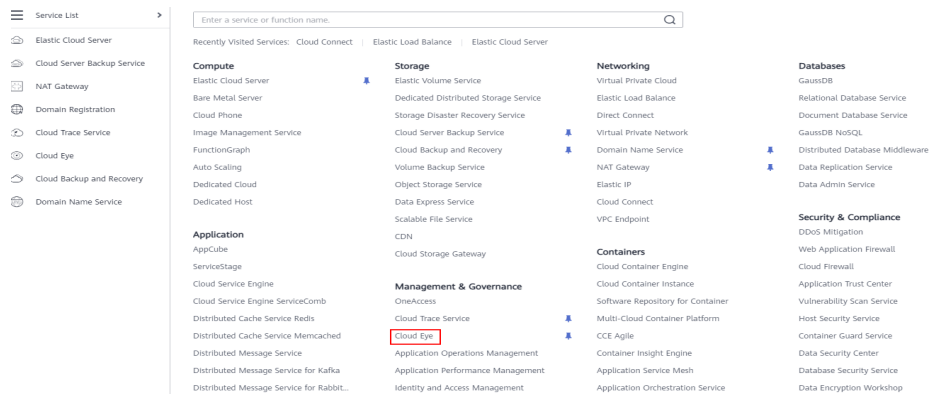 Service List
Elastic Cloud Server
Cloud Server Backup Service
NAT Gateway
Domain Registration
Cloud Trace Service
Cloud Eye
Cloud Backup and Recovery
Domain Name Service
Enter a service or function name.
Recently Visited Services: Cloud Connect | Elastic Load Balance | Elastic Cloud Server
Compute
Elastic Cloud Server
Bare Metal Server
Cloud Phone
Image Management Service
FunctionGraph
Auto Scaling
Dedicated Cloud
Dedicated Host
Application
AppCube
ServiceStage
Cloud Service Engine
Cloud Service Engine ServiceComb
Distributed Cache Service Redis
Distributed Cache Service Memcached
Distributed Message Service
Distributed Message Service for Kafka
Distributed Message Service for Rabbit...
Storage
Elastic Volume Service
Dedicated Distributed Storage Service
Storage Disaster Recovery Service
Cloud Server Backup Service
Cloud Backup and Recovery
Volume Backup Service
Object Storage Service
Data Express Service
Scalable File Service
CDN
Cloud Storage Gateway
Management & Governance
OneAccess
Cloud Trace Service
Cloud Eye
Application Operations Management
Application Performance Management
Identity and Access Management
Networking
Virtual Private Cloud
Elastic Load Balance
Direct Connect
Virtual Private Network
Domain Name Service
NAT Gateway
Elastic IP
Cloud Connect
VPC Endpoint
Containers
Cloud Container Engine
Cloud Container Instance
Software Repository for Container
Multi-Cloud Container Platform
CCE Agile
Container Insight Engine
Application Service Mesh
Application Orchestration Service
Databases
GaussDB
Relational Database Service
Document Database Service
GaussDB NoSQL
Distributed Database Middleware
Data Replication Service
Data Admin Service
Security & Compliance
DDoS Mitigation
Web Application Firewall
Cloud Firewall
Application Trust Center
Vulnerability Scan Service
Host Security Service
Container Guard Service
Data Security Center
Database Security Service
Data Encryption Workshop